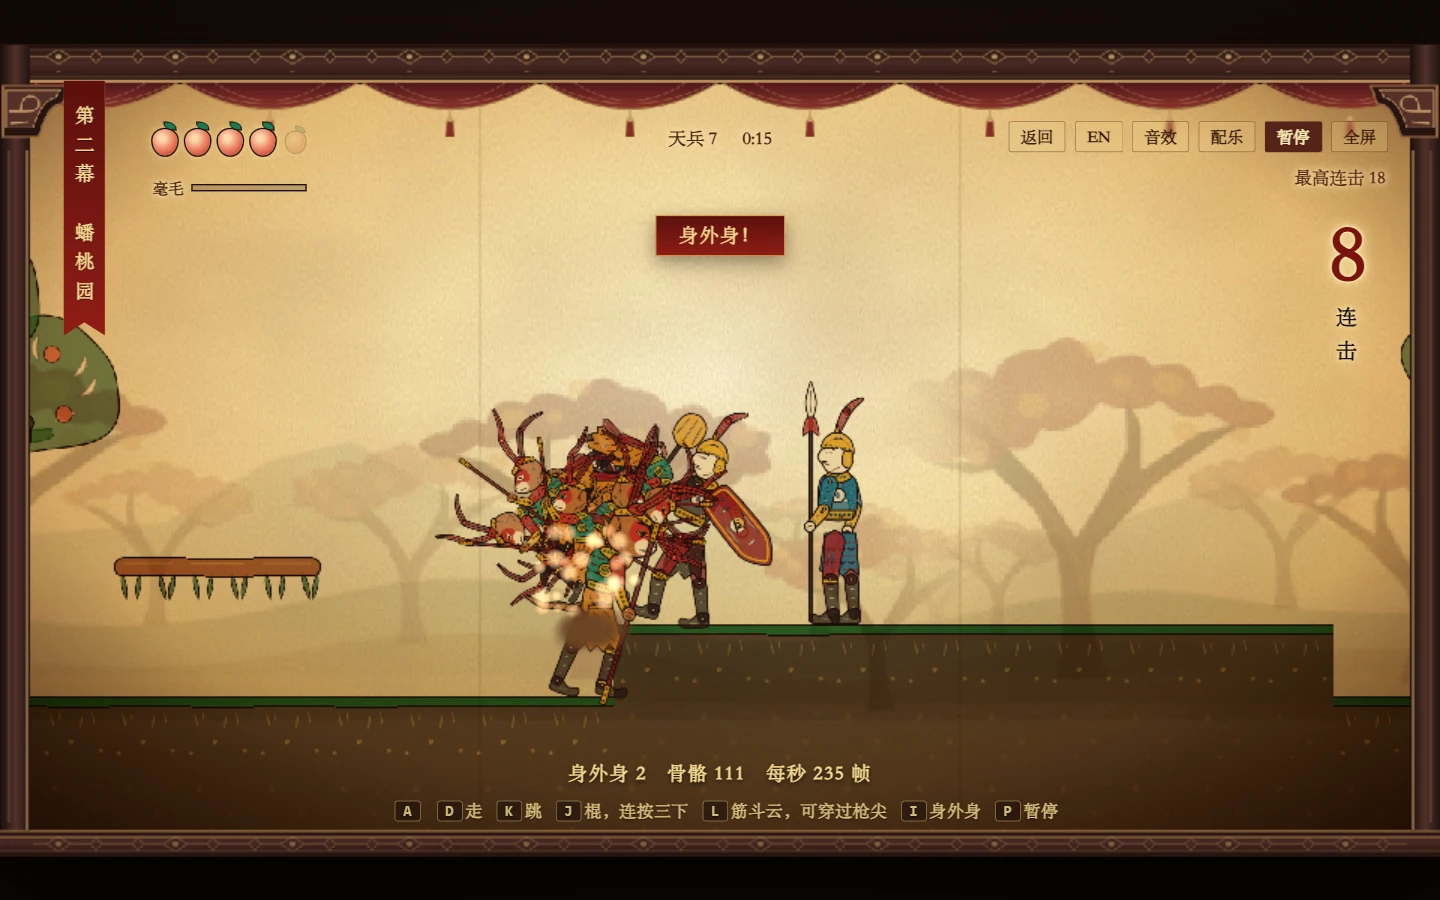 第二幕 蟠桃园
毫毛
天兵 7 0:15
返回 EN 音效 配乐 暂停 全屏
最高连击 18
身外身！
8
连击
身外身 2 骨骼 111 每秒 235 帧
A D 走 K 跳 J 棍，连按三下 L 筋斗云，可穿过枪尖 I 身外身 P 暂停